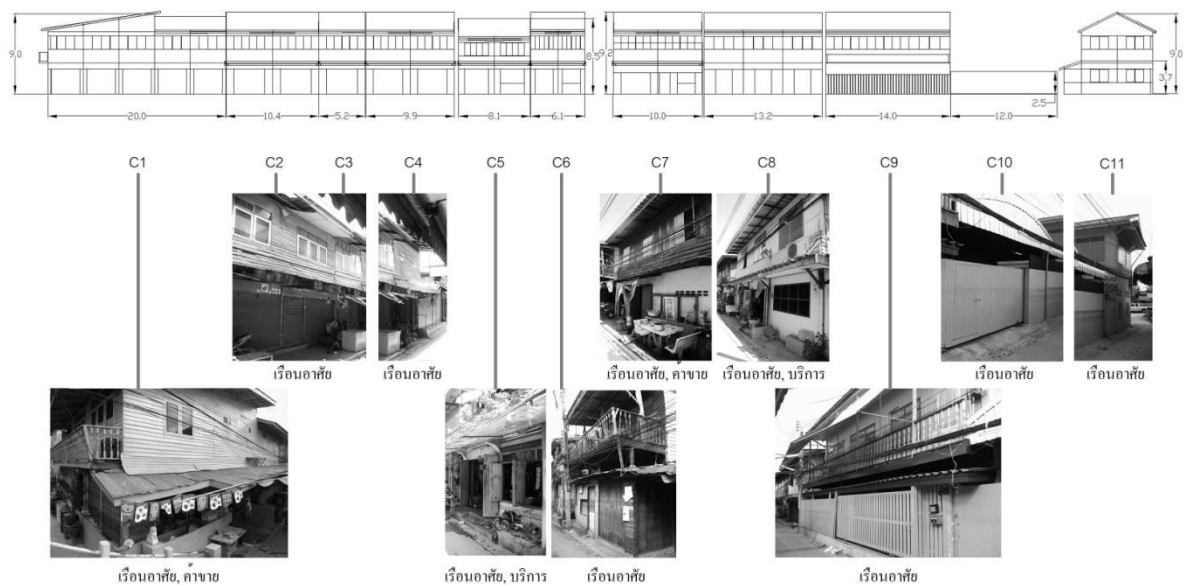 9.0
8.5
9.2
9.0
3.7
2.5
20.0
10.4
5.2
9.9
8.1
6.1
10.0
13.2
14.0
12.0
C1
C2
C3
C4
C5
C6
C7
C8
C9
C10
C11
เรือนอาศัย
เรือนอาศัย
เรือนอาศัย, ค้าขาย
เรือนอาศัย, บริการ
เรือนอาศัย
เรือนอาศัย
เรือนอาศัย, ค้าขาย
เรือนอาศัย, บริการ
เรือนอาศัย
เรือนอาศัย